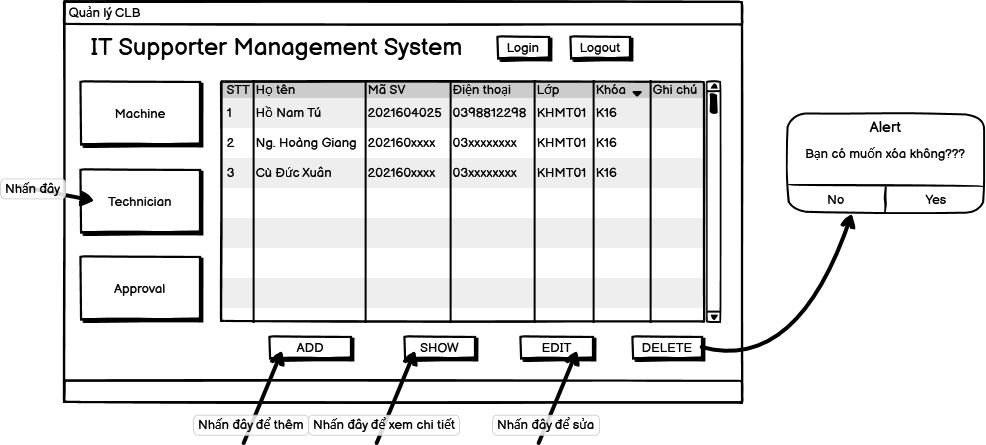 Quản lý CLB
IT Supporter Management System
Login
Logout
Machine
Technician
Approval
Nhấn đây
STT Họ tên Mã SV Điện thoại Lớp Khóa Ghi chú
1 Hồ Nam Tú 2021604025 0398812298 KHMT01 K16
2 Ng. Hoàng Giang 202160xxxx 03xxxxxxxx KHMT01 K16
3 Cù Đức Xuân 202160xxxx 03xxxxxxxx KHMT01 K16
ADD
SHOW
EDIT
DELETE
Nhấn đây để thêm
Nhấn đây để xem chi tiết
Nhấn đây để sửa
Alert
Bạn có muốn xóa không???
No
Yes